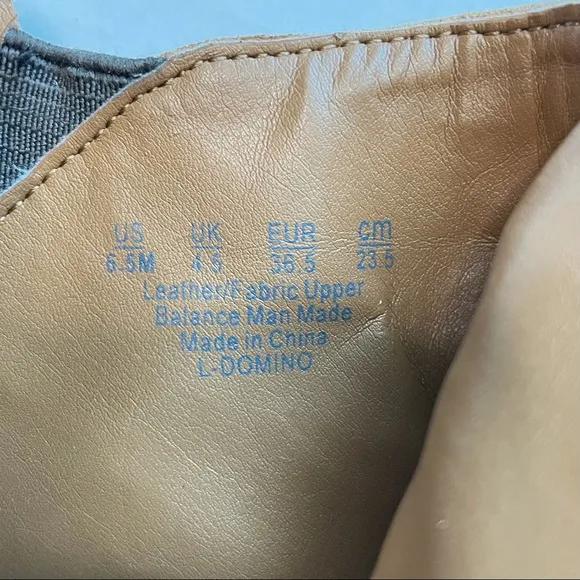 US UK EUR cm
6.5M 4.5 36.5 23.5
Leather/Fabric Upper
Balance Man Made
Made in China
L-DOMINO